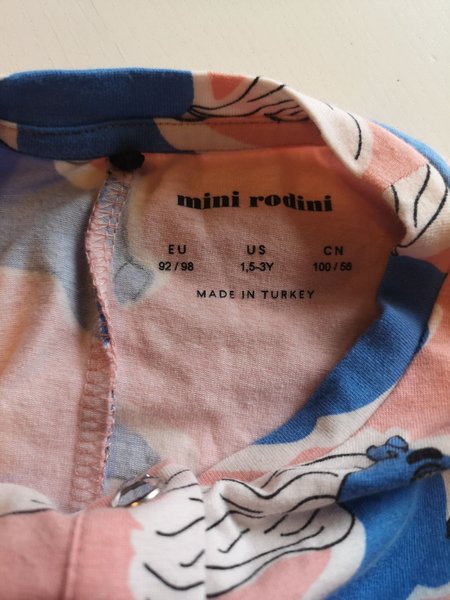 mini rodini
EU US CN
92/98 1,5-3Y 100/56
MADE IN TURKEY